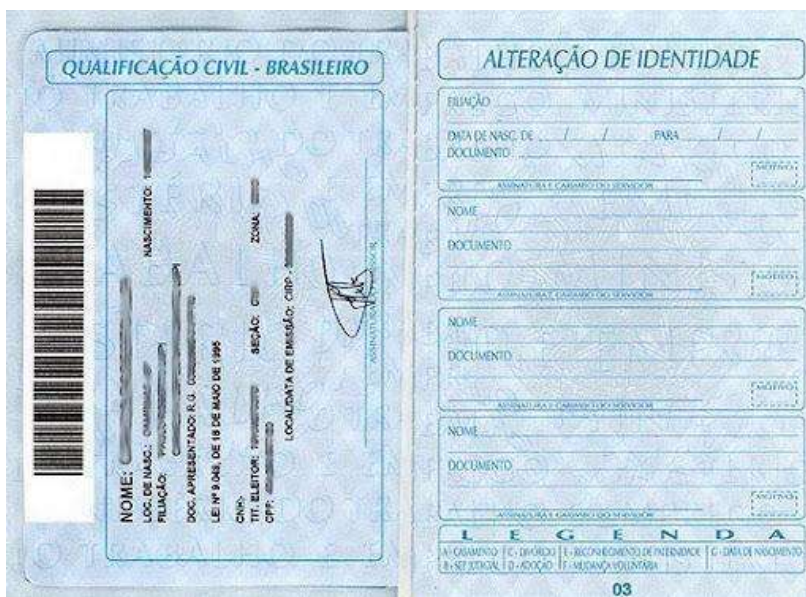 QUALIFICAÇÃO CIVIL - BRASILEIRO
NOME:
LOC. DE NASC.: NASCIMENTO:
FILIAÇÃO:
DOC. APRESENTADO: R.G.
LEI Nº 9.049, DE 18 DE MAIO DE 1995
CNH:
TIT. ELEITOR: SEÇÃO: ZONA:
CPF:
LOCAL/DATA DE EMISSÃO: CIRP -
ALTERAÇÃO DE IDENTIDADE
FILIAÇÃO
DATA DE NASC. DE / / PARA / /
DOCUMENTO
MOTIVO
ASSINATURA E CARIMBO DO SERVIDOR
NOME
DOCUMENTO
MOTIVO
ASSINATURA E CARIMBO DO SERVIDOR
NOME
DOCUMENTO
MOTIVO
ASSINATURA E CARIMBO DO SERVIDOR
NOME
DOCUMENTO
MOTIVO
ASSINATURA E CARIMBO DO SERVIDOR
LEGENDA
A - CASAMENTO C - DIVÓRCIO E - RECONHECIMENTO DE PATERNIDADE G - DATA DE NASCIMENTO
B - SEP. JUDICIAL D - ADOÇÃO F - MUDANÇA VOLUNTÁRIA
03